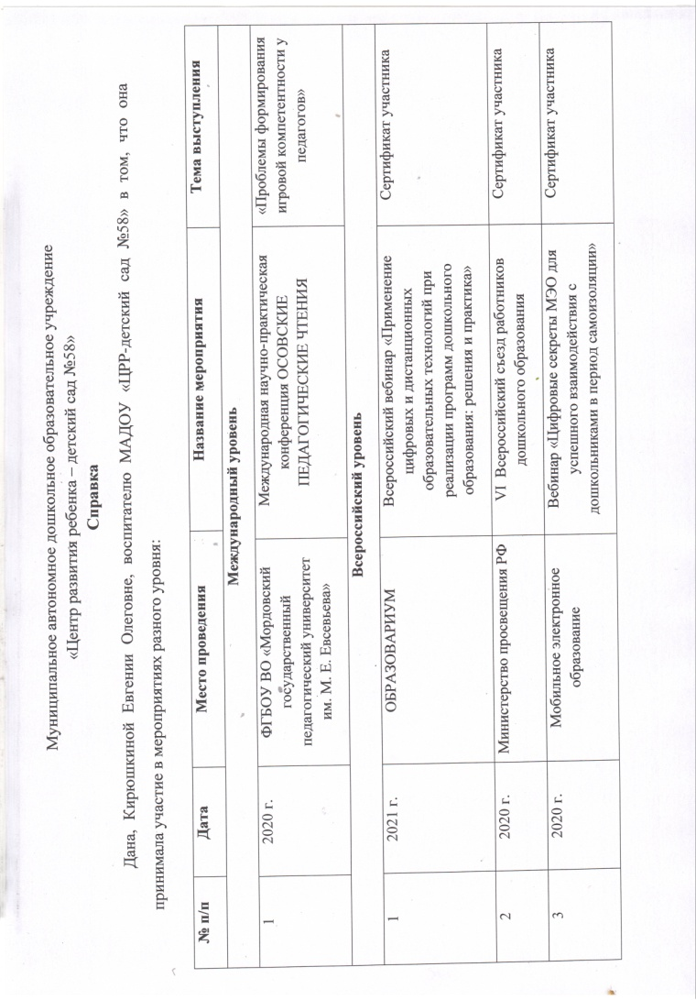 Муниципальное автономное дошкольное образовательное учреждение
«Центр развития ребенка – детский сад №58»
Справка
Дана, Кирюшкиной Евгении Олеговне, воспитателю МАДОУ «ЦРР-детский сад №58» в том, что она
принимала участие в мероприятиях разного уровня:
№ п/п Дата Место проведения Название мероприятия Тема выступления
Международный уровень
1 2020 г. ФГБОУ ВО «Мордовский Международная научно-практическая «Проблемы формирования
государственный конференция ОСОВСКИЕ игровой компетентности у
педагогический университет ПЕДАГОГИЧЕСКИЕ ЧТЕНИЯ педагогов»
им. М. Е. Евсевьева»
Всероссийский уровень
1 2021 г. ОБРАЗОВАРИУМ Всероссийский вебинар «Применение Сертификат участника
цифровых и дистанционных
образовательных технологий при
реализации программ дошкольного
образования: решения и практика»
2 2020 г. Министерство просвещения РФ VI Всероссийский съезд работников Сертификат участника
дошкольного образования
3 2020 г. Мобильное электронное Вебинар «Цифровые секреты МЭО для Сертификат участника
образование успешного взаимодействия с
дошкольниками в период самоизоляции»